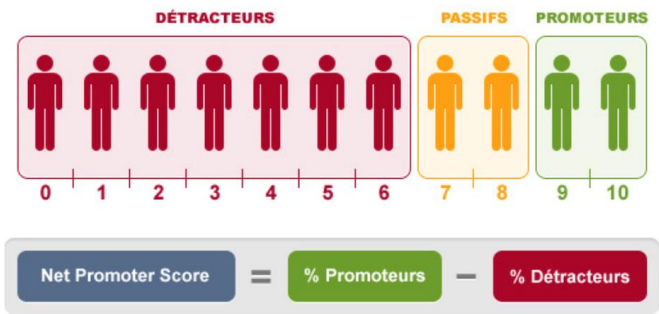 DÉTRACTEURS PASSIFS PROMOTEURS
0 1 2 3 4 5 6 7 8 9 10
Net Promoter Score = % Promoteurs − % Détracteurs